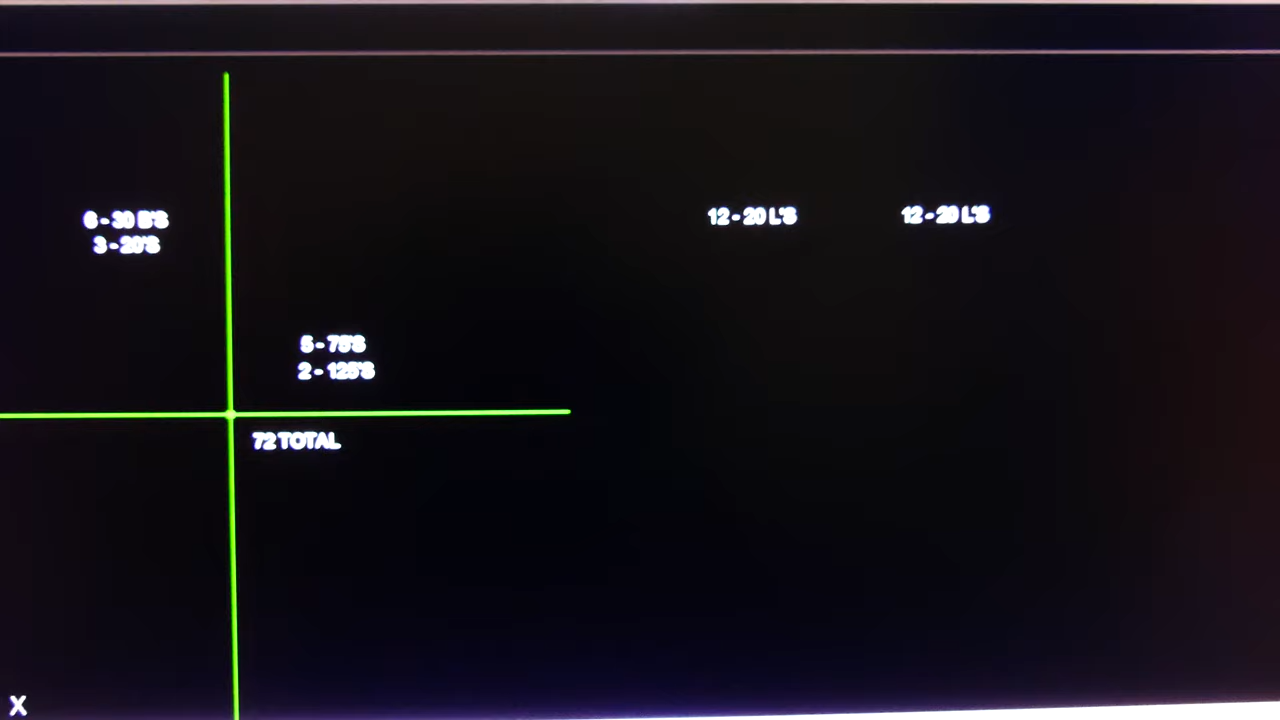 6 - 30 B'S
3 - 20'S
12 - 20 L'S
12 - 20 L'S
5 - 75'S
2 - 125'S
72 TOTAL
X